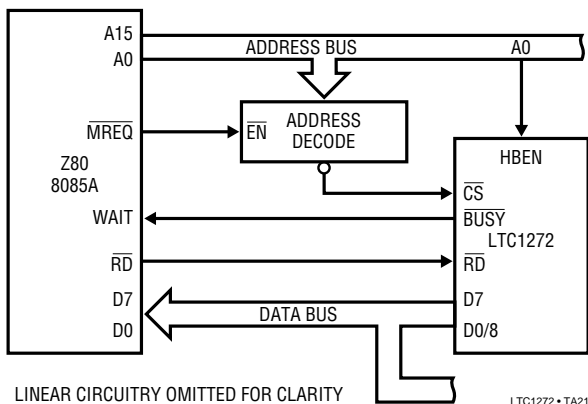 A15
ADDRESS BUS
A0
A0
MREQ
EN
ADDRESS
DECODE
HBEN
Z80
8085A
CS
WAIT
BUSY
LTC1272
RD
RD
D7
D7
DATA BUS
D0
D0/8
LINEAR CIRCUITRY OMITTED FOR CLARITY
LTC1272 • TA21